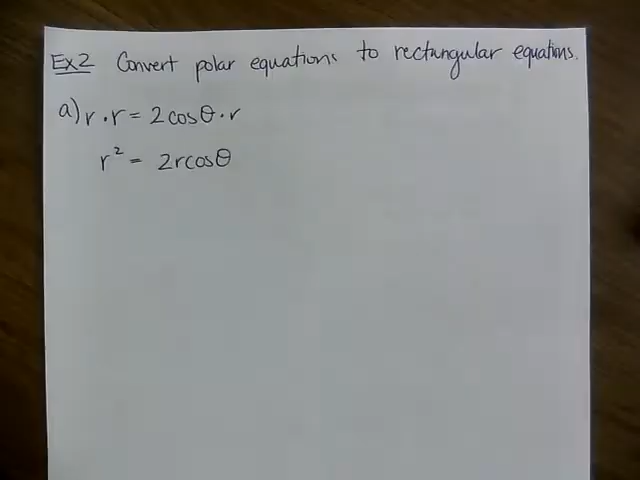 Ex2 Convert polar equations to rectangular equations.
a) r · r = 2cosθ · r
r² = 2rcosθ